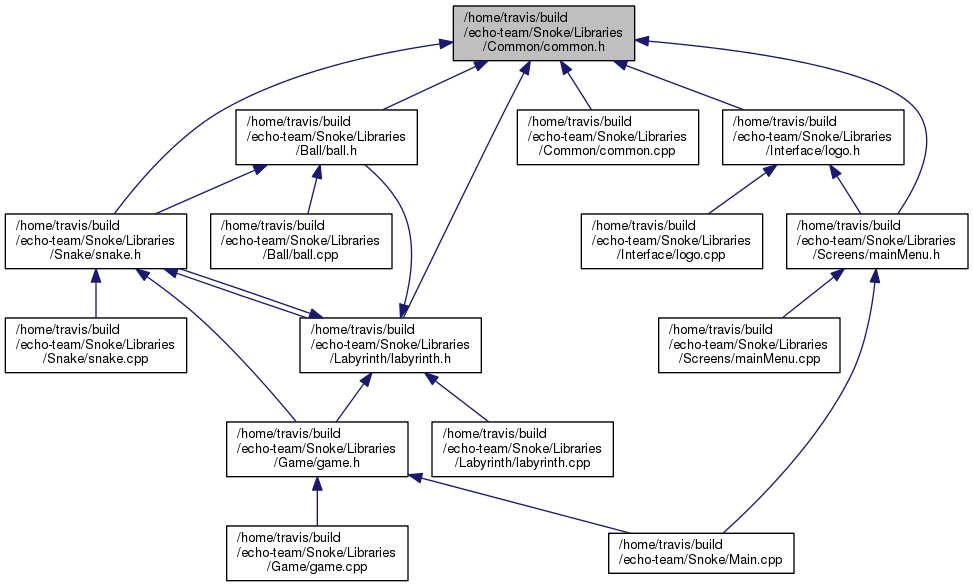 /home/travis/build
/echo-team/Snoke/Libraries
/Common/common.h
/home/travis/build
/echo-team/Snoke/Libraries
/Ball/ball.h
/home/travis/build
/echo-team/Snoke/Libraries
/Common/common.cpp
/home/travis/build
/echo-team/Snoke/Libraries
/Interface/logo.h
/home/travis/build
/echo-team/Snoke/Libraries
/Snake/snake.h
/home/travis/build
/echo-team/Snoke/Libraries
/Ball/ball.cpp
/home/travis/build
/echo-team/Snoke/Libraries
/Interface/logo.cpp
/home/travis/build
/echo-team/Snoke/Libraries
/Screens/mainMenu.h
/home/travis/build
/echo-team/Snoke/Libraries
/Snake/snake.cpp
/home/travis/build
/echo-team/Snoke/Libraries
/Labyrinth/labyrinth.h
/home/travis/build
/echo-team/Snoke/Libraries
/Screens/mainMenu.cpp
/home/travis/build
/echo-team/Snoke/Libraries
/Game/game.h
/home/travis/build
/echo-team/Snoke/Libraries
/Labyrinth/labyrinth.cpp
/home/travis/build
/echo-team/Snoke/Libraries
/Game/game.cpp
/home/travis/build
/echo-team/Snoke/Main.cpp